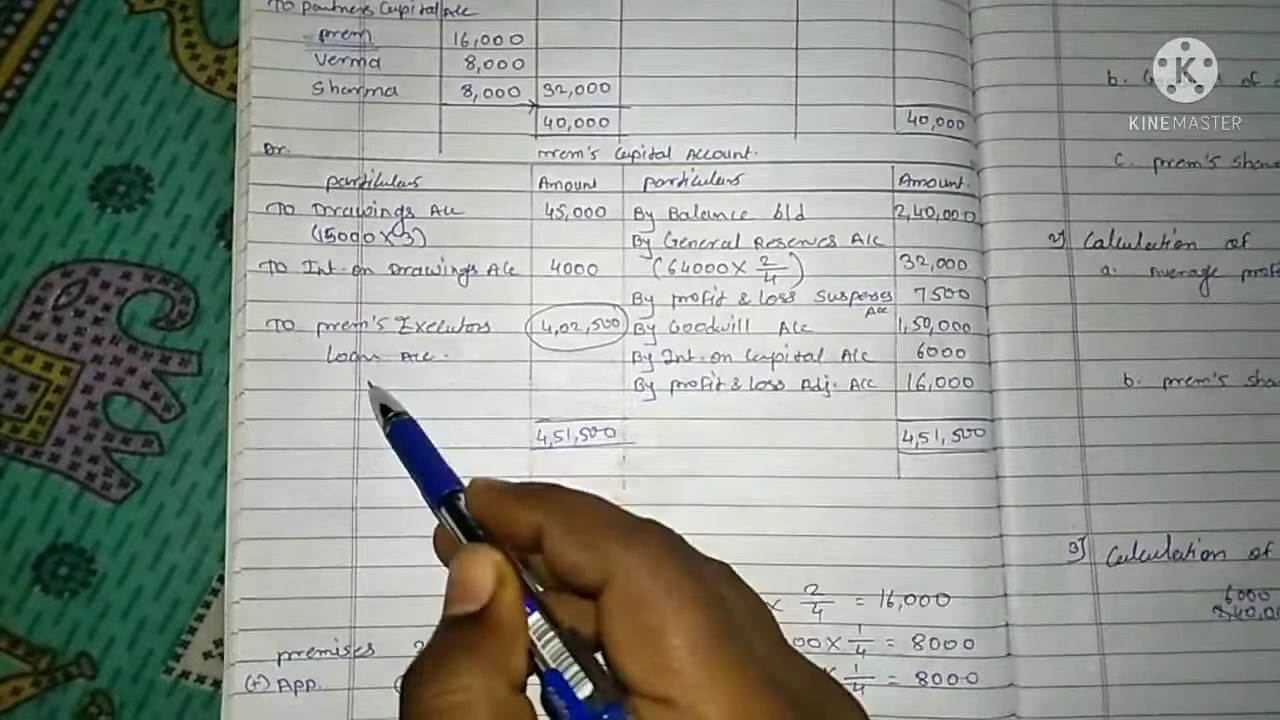 To partners Capital A/c
prem 16,000
Verma 8,000
Sharma 8,000 32,000
40,000 40,000
Dr. prem's Capital Account.
particulars Amount particulars Amount
To Drawings A/c 45,000 By Balance b/d 2,40,000
(15000 X 3) By General Reserves A/c
To Int. on Drawings A/c 4000 (64000 X 2/4) 32,000
By profit & loss suspenses A/c 7500
To prem's Executors 4,02,500 By Goodwill A/c 1,50,000
Loan A/c. By Int. on Capital A/c 6000
By profit & loss Adj. A/c 16,000
4,51,500 4,51,500
X 2/4 = 16,000
00 X 1/4 = 8000
premises
X 1/4 = 8000
(+) App.
K
KINEMASTER
b. of
c. prem's
2) Calculation of
a. Average
b. prem's
3) Calculation of
6000